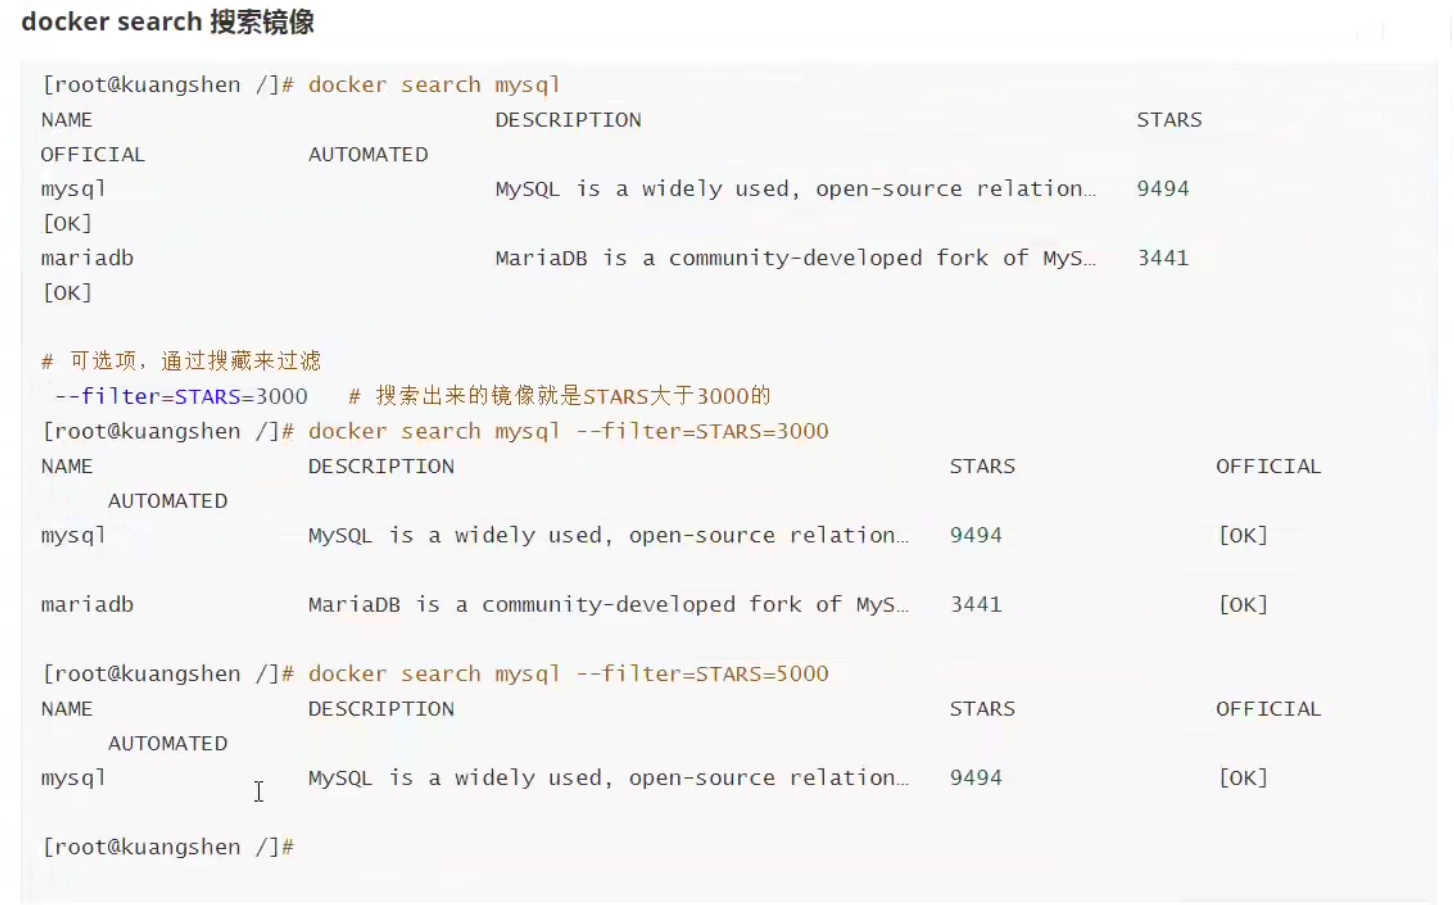 docker search 搜索镜像
[root@kuangshen /]# docker search mysql
NAME DESCRIPTION STARS
OFFICIAL AUTOMATED
mysql MySQL is a widely used, open-source relation… 9494
[OK]
mariadb MariaDB is a community-developed fork of MyS… 3441
[OK]
# 可选项，通过搜藏来过滤
--filter=STARS=3000 # 搜索出来的镜像就是STARS大于3000的
[root@kuangshen /]# docker search mysql --filter=STARS=3000
NAME DESCRIPTION STARS OFFICIAL
AUTOMATED
mysql MySQL is a widely used, open-source relation… 9494 [OK]
mariadb MariaDB is a community-developed fork of MyS… 3441 [OK]
[root@kuangshen /]# docker search mysql --filter=STARS=5000
NAME DESCRIPTION STARS OFFICIAL
AUTOMATED
mysql MySQL is a widely used, open-source relation… 9494 [OK]
[root@kuangshen /]#